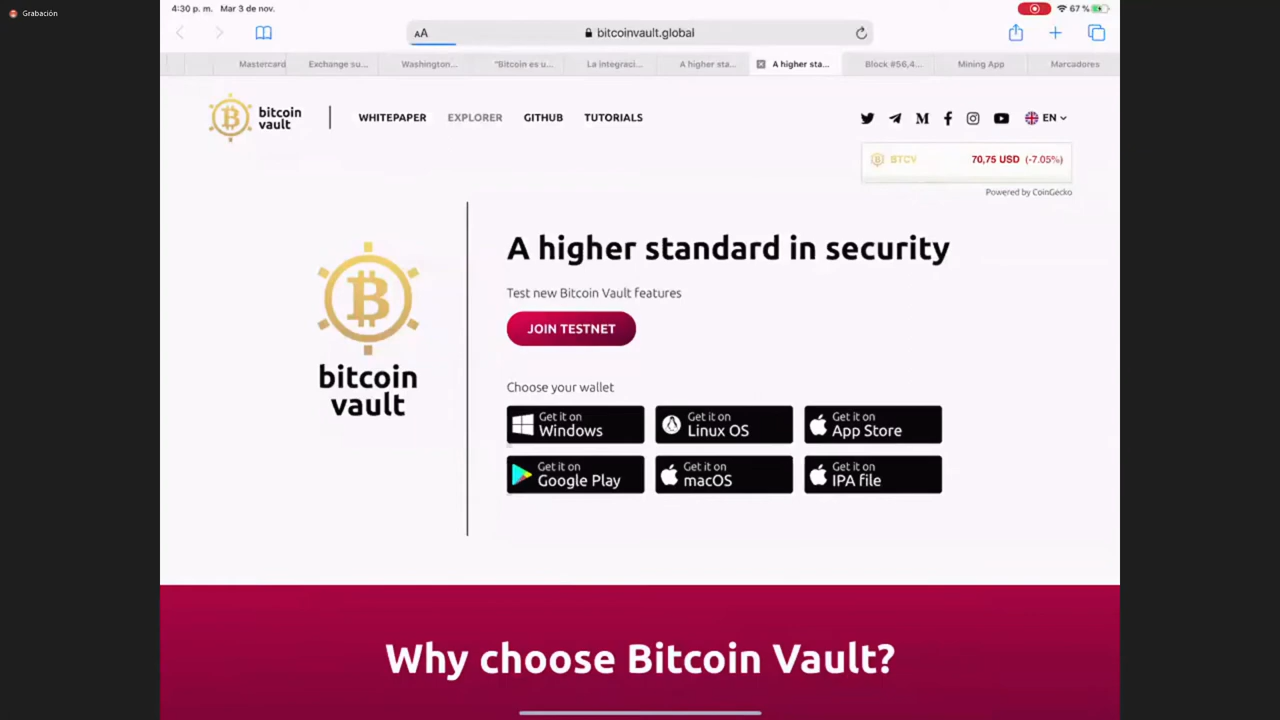 Grabación
4:30 p. m. Mar 3 de nov.
67 %
AA
bitcoinvault.global
Mastercard
Exchange su...
Washington...
"Bitcoin es u...
La integraci...
A higher sta...
A higher sta...
Block #56,4...
Mining App
Marcadores
bitcoin
vault
WHITEPAPER
EXPLORER
GITHUB
TUTORIALS
EN
BTCV
70,75 USD (-7.05%)
Powered by CoinGecko
A higher standard in security
Test new Bitcoin Vault features
JOIN TESTNET
bitcoin
vault
Choose your wallet
Get it on
Windows
Get it on
Linux OS
Get it on
App Store
Get it on
Google Play
Get it on
macOS
Get it on
IPA file
Why choose Bitcoin Vault?